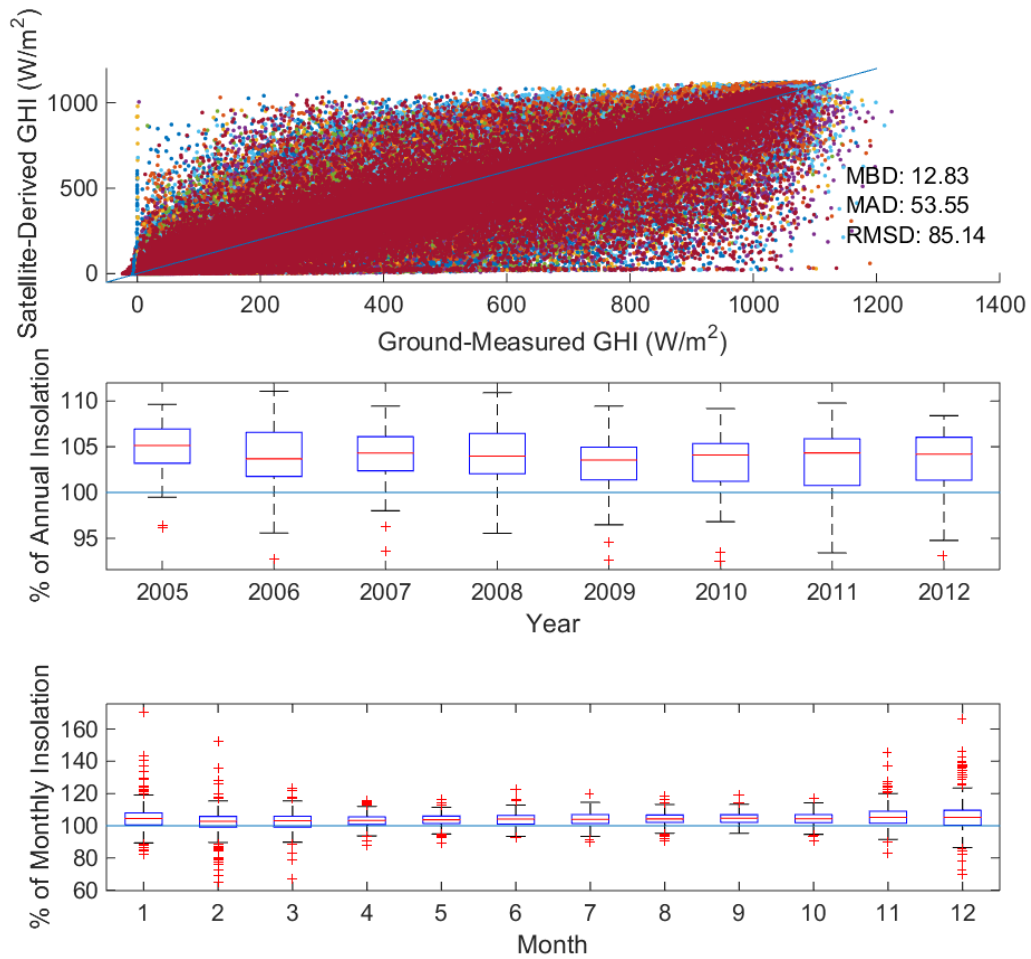 Satellite-Derived GHI (W/m²)
1000
500
0
MBD: 12.83
MAD: 53.55
RMSD: 85.14
0 200 400 600 800 1000 1200 1400
Ground-Measured GHI (W/m²)
% of Annual Insolation
110
105
100
95
2005 2006 2007 2008 2009 2010 2011 2012
Year
% of Monthly Insolation
160
140
120
100
80
60
1 2 3 4 5 6 7 8 9 10 11 12
Month